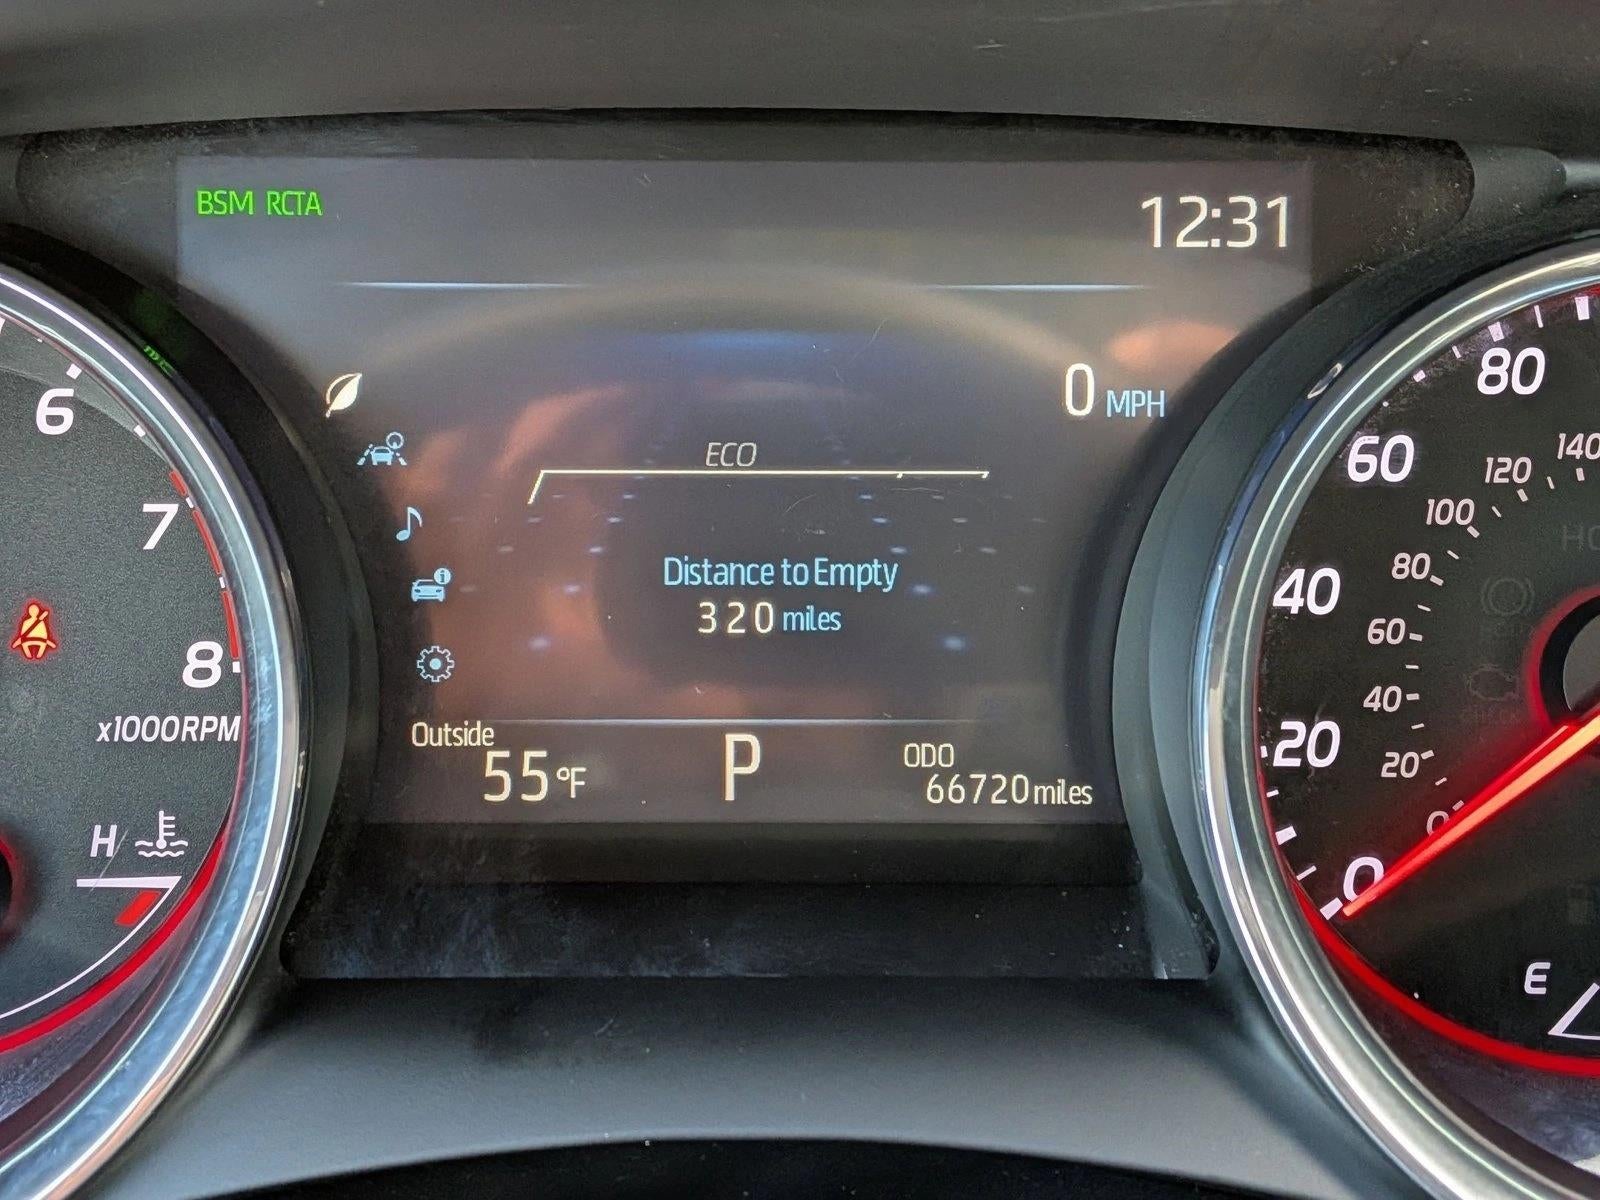 BSM RCTA
12:31
0 MPH
ECO
Distance to Empty
320 miles
Outside
55°F
P
ODO
66720 miles
6
7
8
x1000RPM
H
80
60
40
20
0
140
120
100
80
60
40
20
0
E